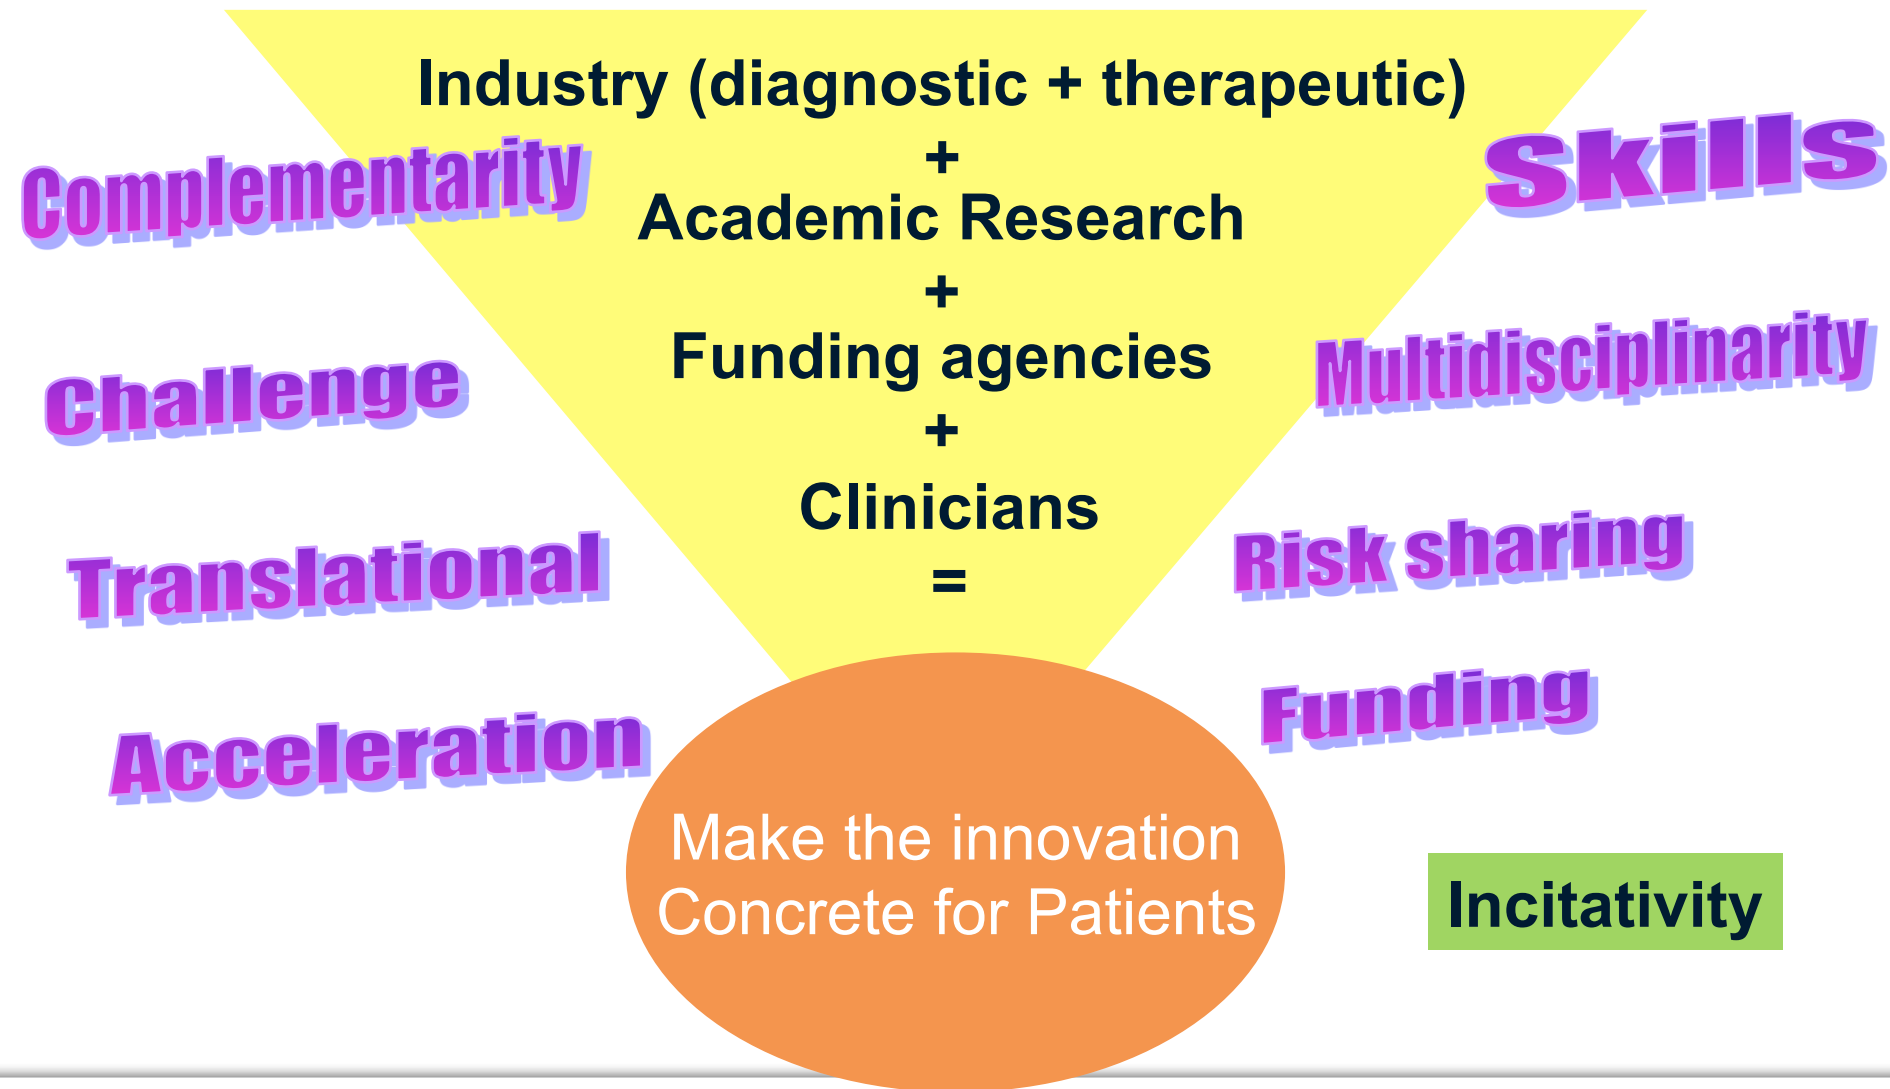 Industry (diagnostic + therapeutic)
+
Academic Research
+
Funding agencies
+
Clinicians
=
Make the innovation
Concrete for Patients
Complementarity
Challenge
Translational
Acceleration
Skills
Multidisciplinarity
Risk sharing
Funding
Incitativity